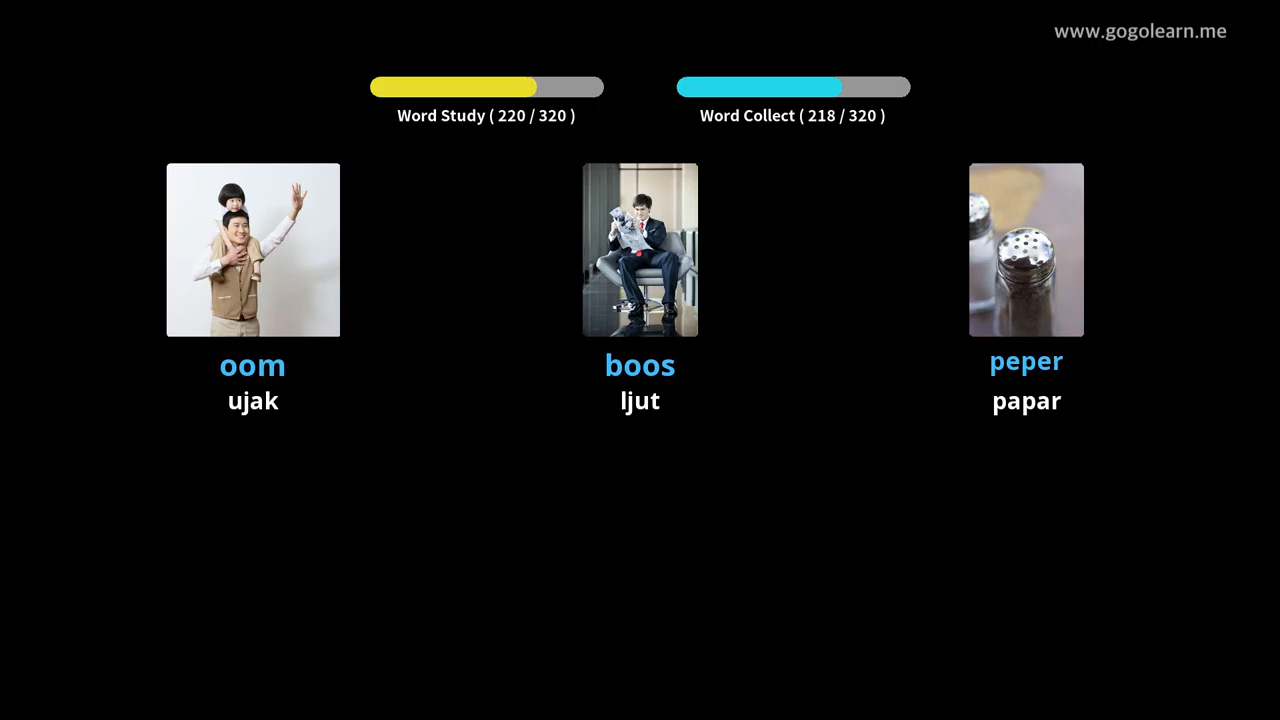 www.gogolearn.me
Word Study ( 220 / 320 )
Word Collect ( 218 / 320 )
oom
ujak
boos
ljut
peper
papar